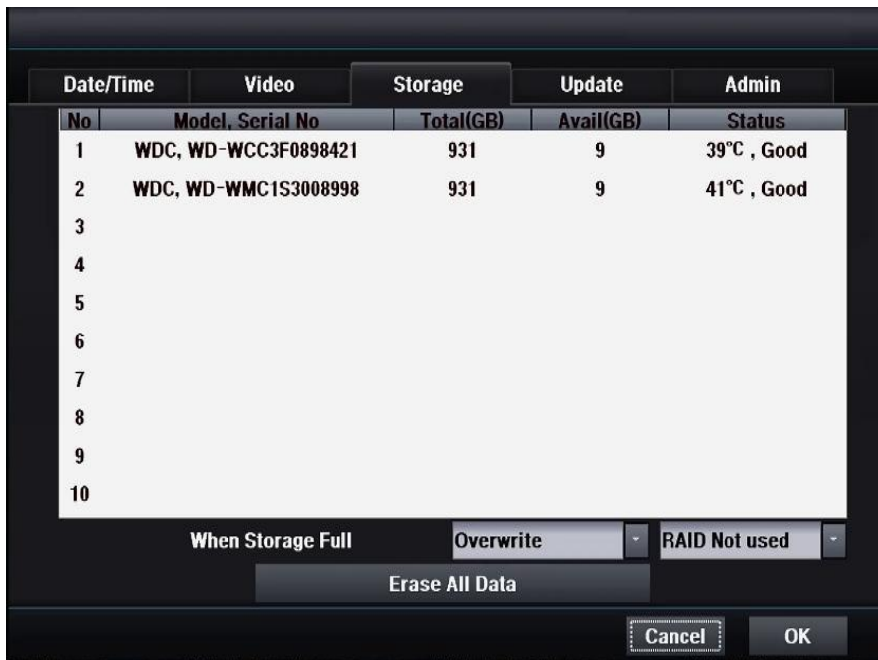 Date/Time Video Storage Update Admin
No Model, Serial No Total(GB) Avail(GB) Status
1 WDC, WD-WCC3F0898421 931 9 39°C , Good
2 WDC, WD-WMC1S3008998 931 9 41°C , Good
3
4
5
6
7
8
9
10
When Storage Full Overwrite RAID Not used
Erase All Data
Cancel OK